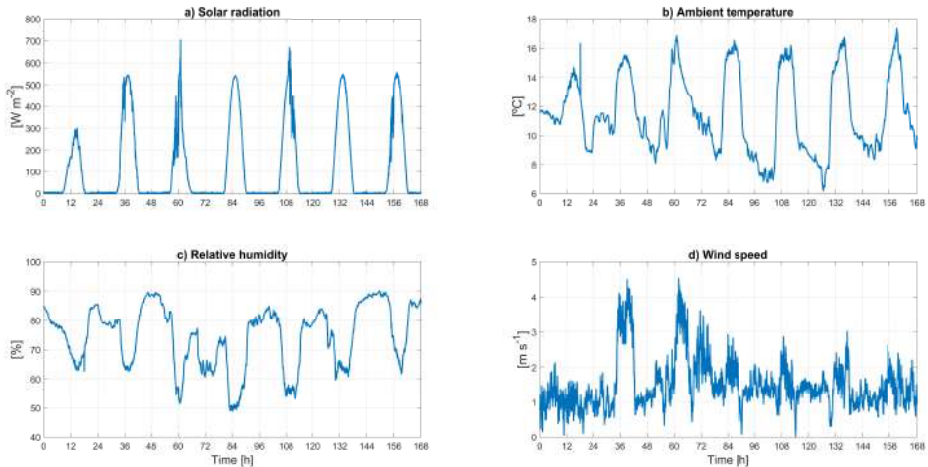 a) Solar radiation
[W m-2]
800
700
600
500
400
300
200
100
0
0 12 24 36 48 60 72 84 96 108 120 132 144 156 168
b) Ambient temperature
[ºC]
18
16
14
12
10
8
6
0 12 24 36 48 60 72 84 96 108 120 132 144 156 168
c) Relative humidity
[%]
100
90
80
70
60
50
40
0 12 24 36 48 60 72 84 96 108 120 132 144 156 168
Time [h]
d) Wind speed
[m s-1]
5
4
3
2
1
0
0 12 24 36 48 60 72 84 96 108 120 132 144 156 168
Time [h]